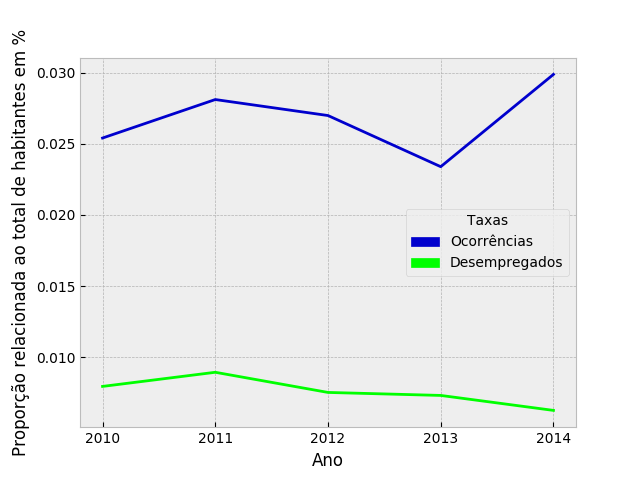 Proporção relacionada ao total de habitantes em %
0.030
0.025
0.020
0.015
0.010
Taxas
Ocorrências
Desempregados
2010 2011 2012 2013 2014
Ano